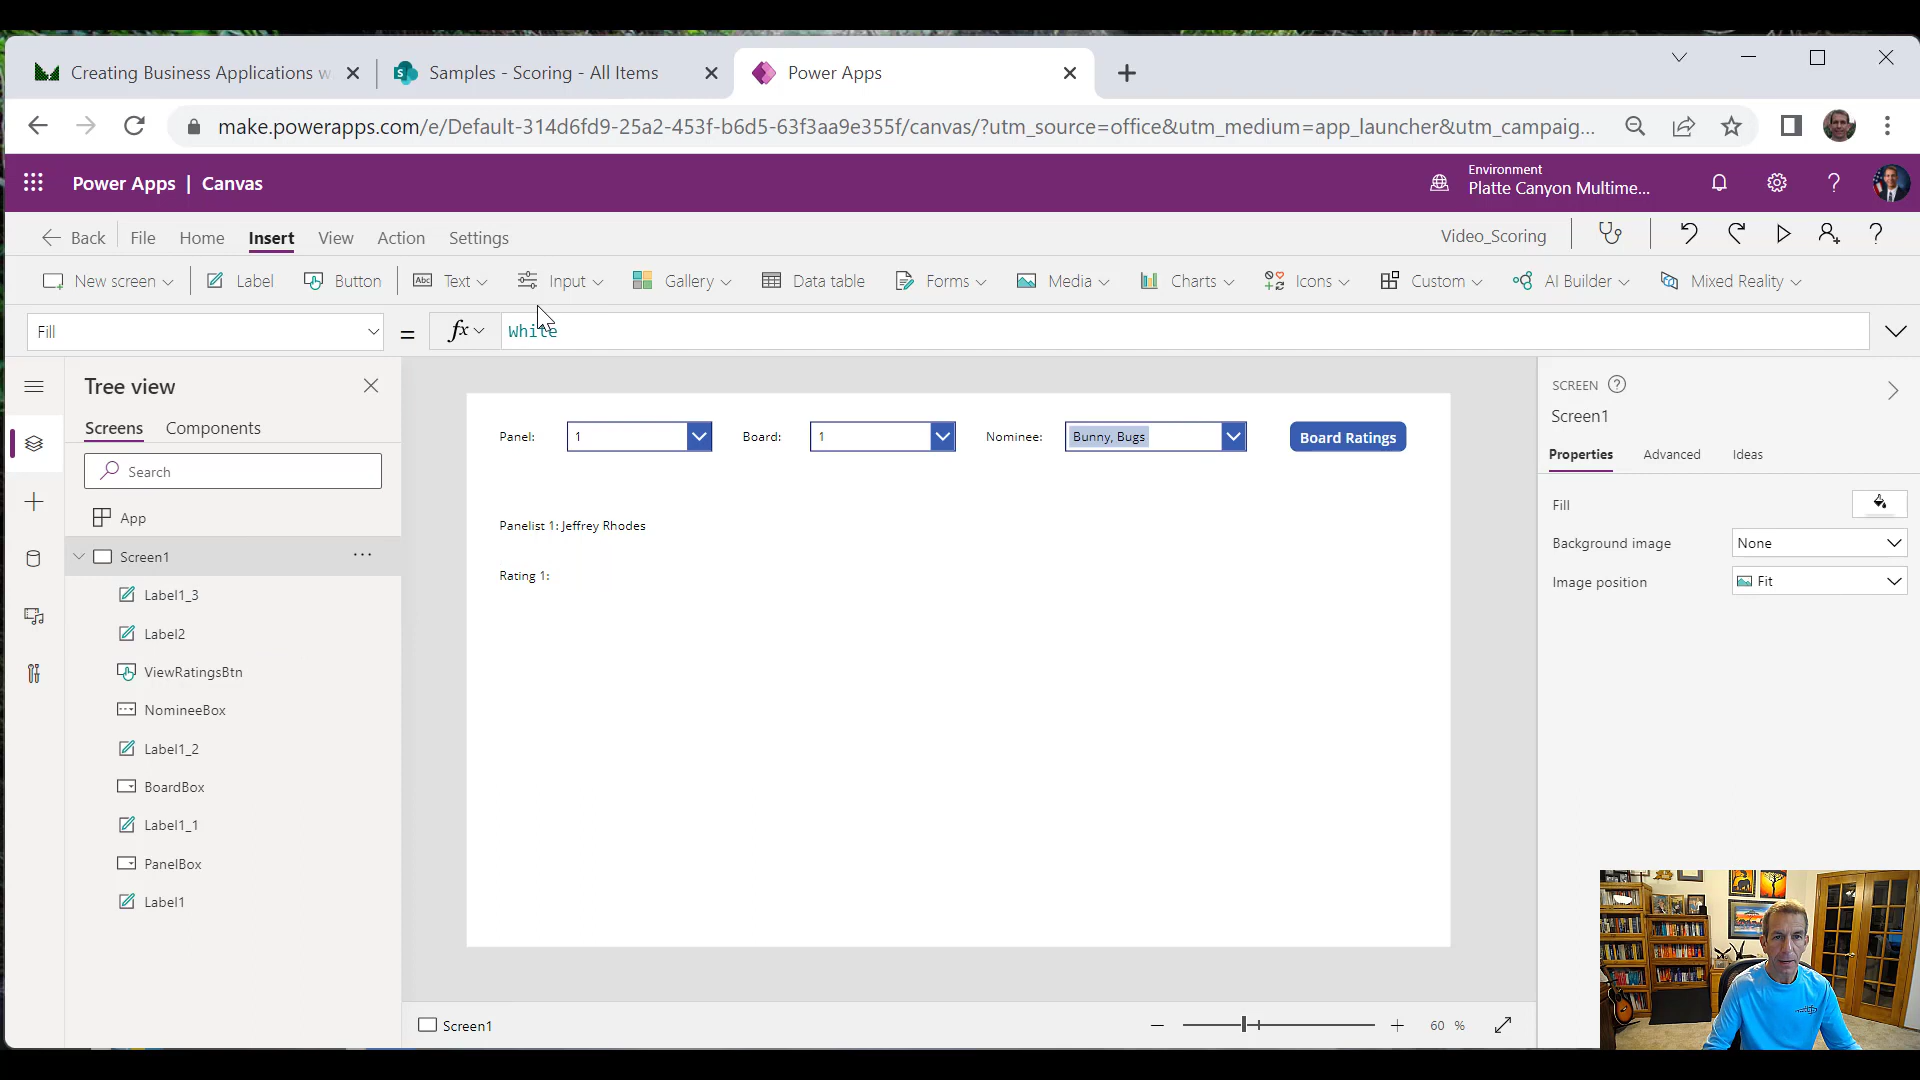 Creating Business Applications w
Samples - Scoring - All Items
Power Apps
make.powerapps.com/e/Default-314d6fd9-25a2-453f-b6d5-63f3aa9e355f/canvas/?utm_source=office&utm_medium=app_launcher&utm_campaig...
Power Apps | Canvas
Environment
Platte Canyon Multime...
Back
File
Home
Insert
View
Action
Settings
Video_Scoring
New screen
Label
Button
Abc Text
Input
Gallery
Data table
Forms
Media
Charts
Icons
Custom
AI Builder
Mixed Reality
Fill
=
fx
White
Tree view
Screens
Components
Search
App
Screen1
Label1_3
Label2
ViewRatingsBtn
NomineeBox
Label1_2
BoardBox
Label1_1
PanelBox
Label1
Panel:
1
Board:
1
Nominee:
Bunny, Bugs
Board Ratings
Panelist 1: Jeffrey Rhodes
Rating 1:
SCREEN
Screen1
Properties
Advanced
Ideas
Fill
Background image
None
Image position
Fit
Screen1
60 %